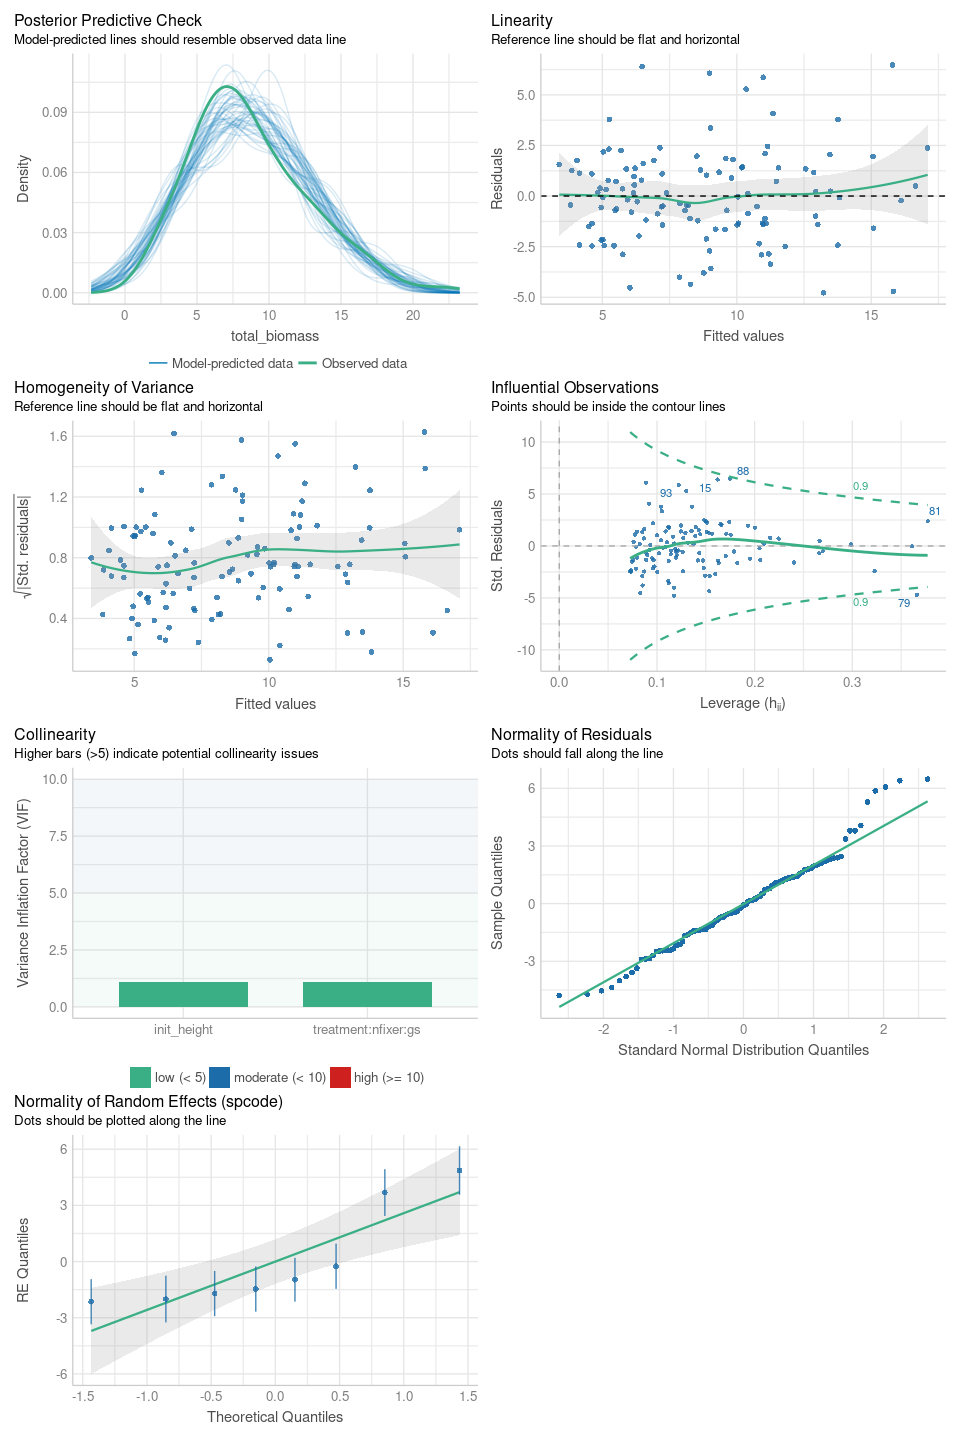 Posterior Predictive Check
Model-predicted lines should resemble observed data line
Density
0.09
0.06
0.03
0.00
0
5
10
15
20
total_biomass
Model-predicted data
Observed data
Linearity
Reference line should be flat and horizontal
Residuals
5.0
2.5
0.0
-2.5
-5.0
5
10
15
Fitted values
Homogeneity of Variance
Reference line should be flat and horizontal
√|Std. residuals|
1.6
1.2
0.8
0.4
5
10
15
Fitted values
Influential Observations
Points should be inside the contour lines
Std. Residuals
10
5
0
-5
-10
88
93
15
0.9
81
0.9
79
0.0
0.1
0.2
0.3
Leverage (hii)
Collinearity
Higher bars (>5) indicate potential collinearity issues
Variance Inflation Factor (VIF)
10.0
7.5
5.0
2.5
0.0
init_height
treatment:nfixer:gs
low (< 5)
moderate (< 10)
high (>= 10)
Normality of Residuals
Dots should fall along the line
Sample Quantiles
6
3
0
-3
-2
-1
0
1
2
Standard Normal Distribution Quantiles
Normality of Random Effects (spcode)
Dots should be plotted along the line
RE Quantiles
6
3
0
-3
-6
-1.5
-1.0
-0.5
0.0
0.5
1.0
1.5
Theoretical Quantiles